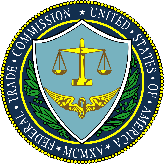 FEDERAL TRADE COMMISSION • UNITED STATES OF AMERICA
MCMXV